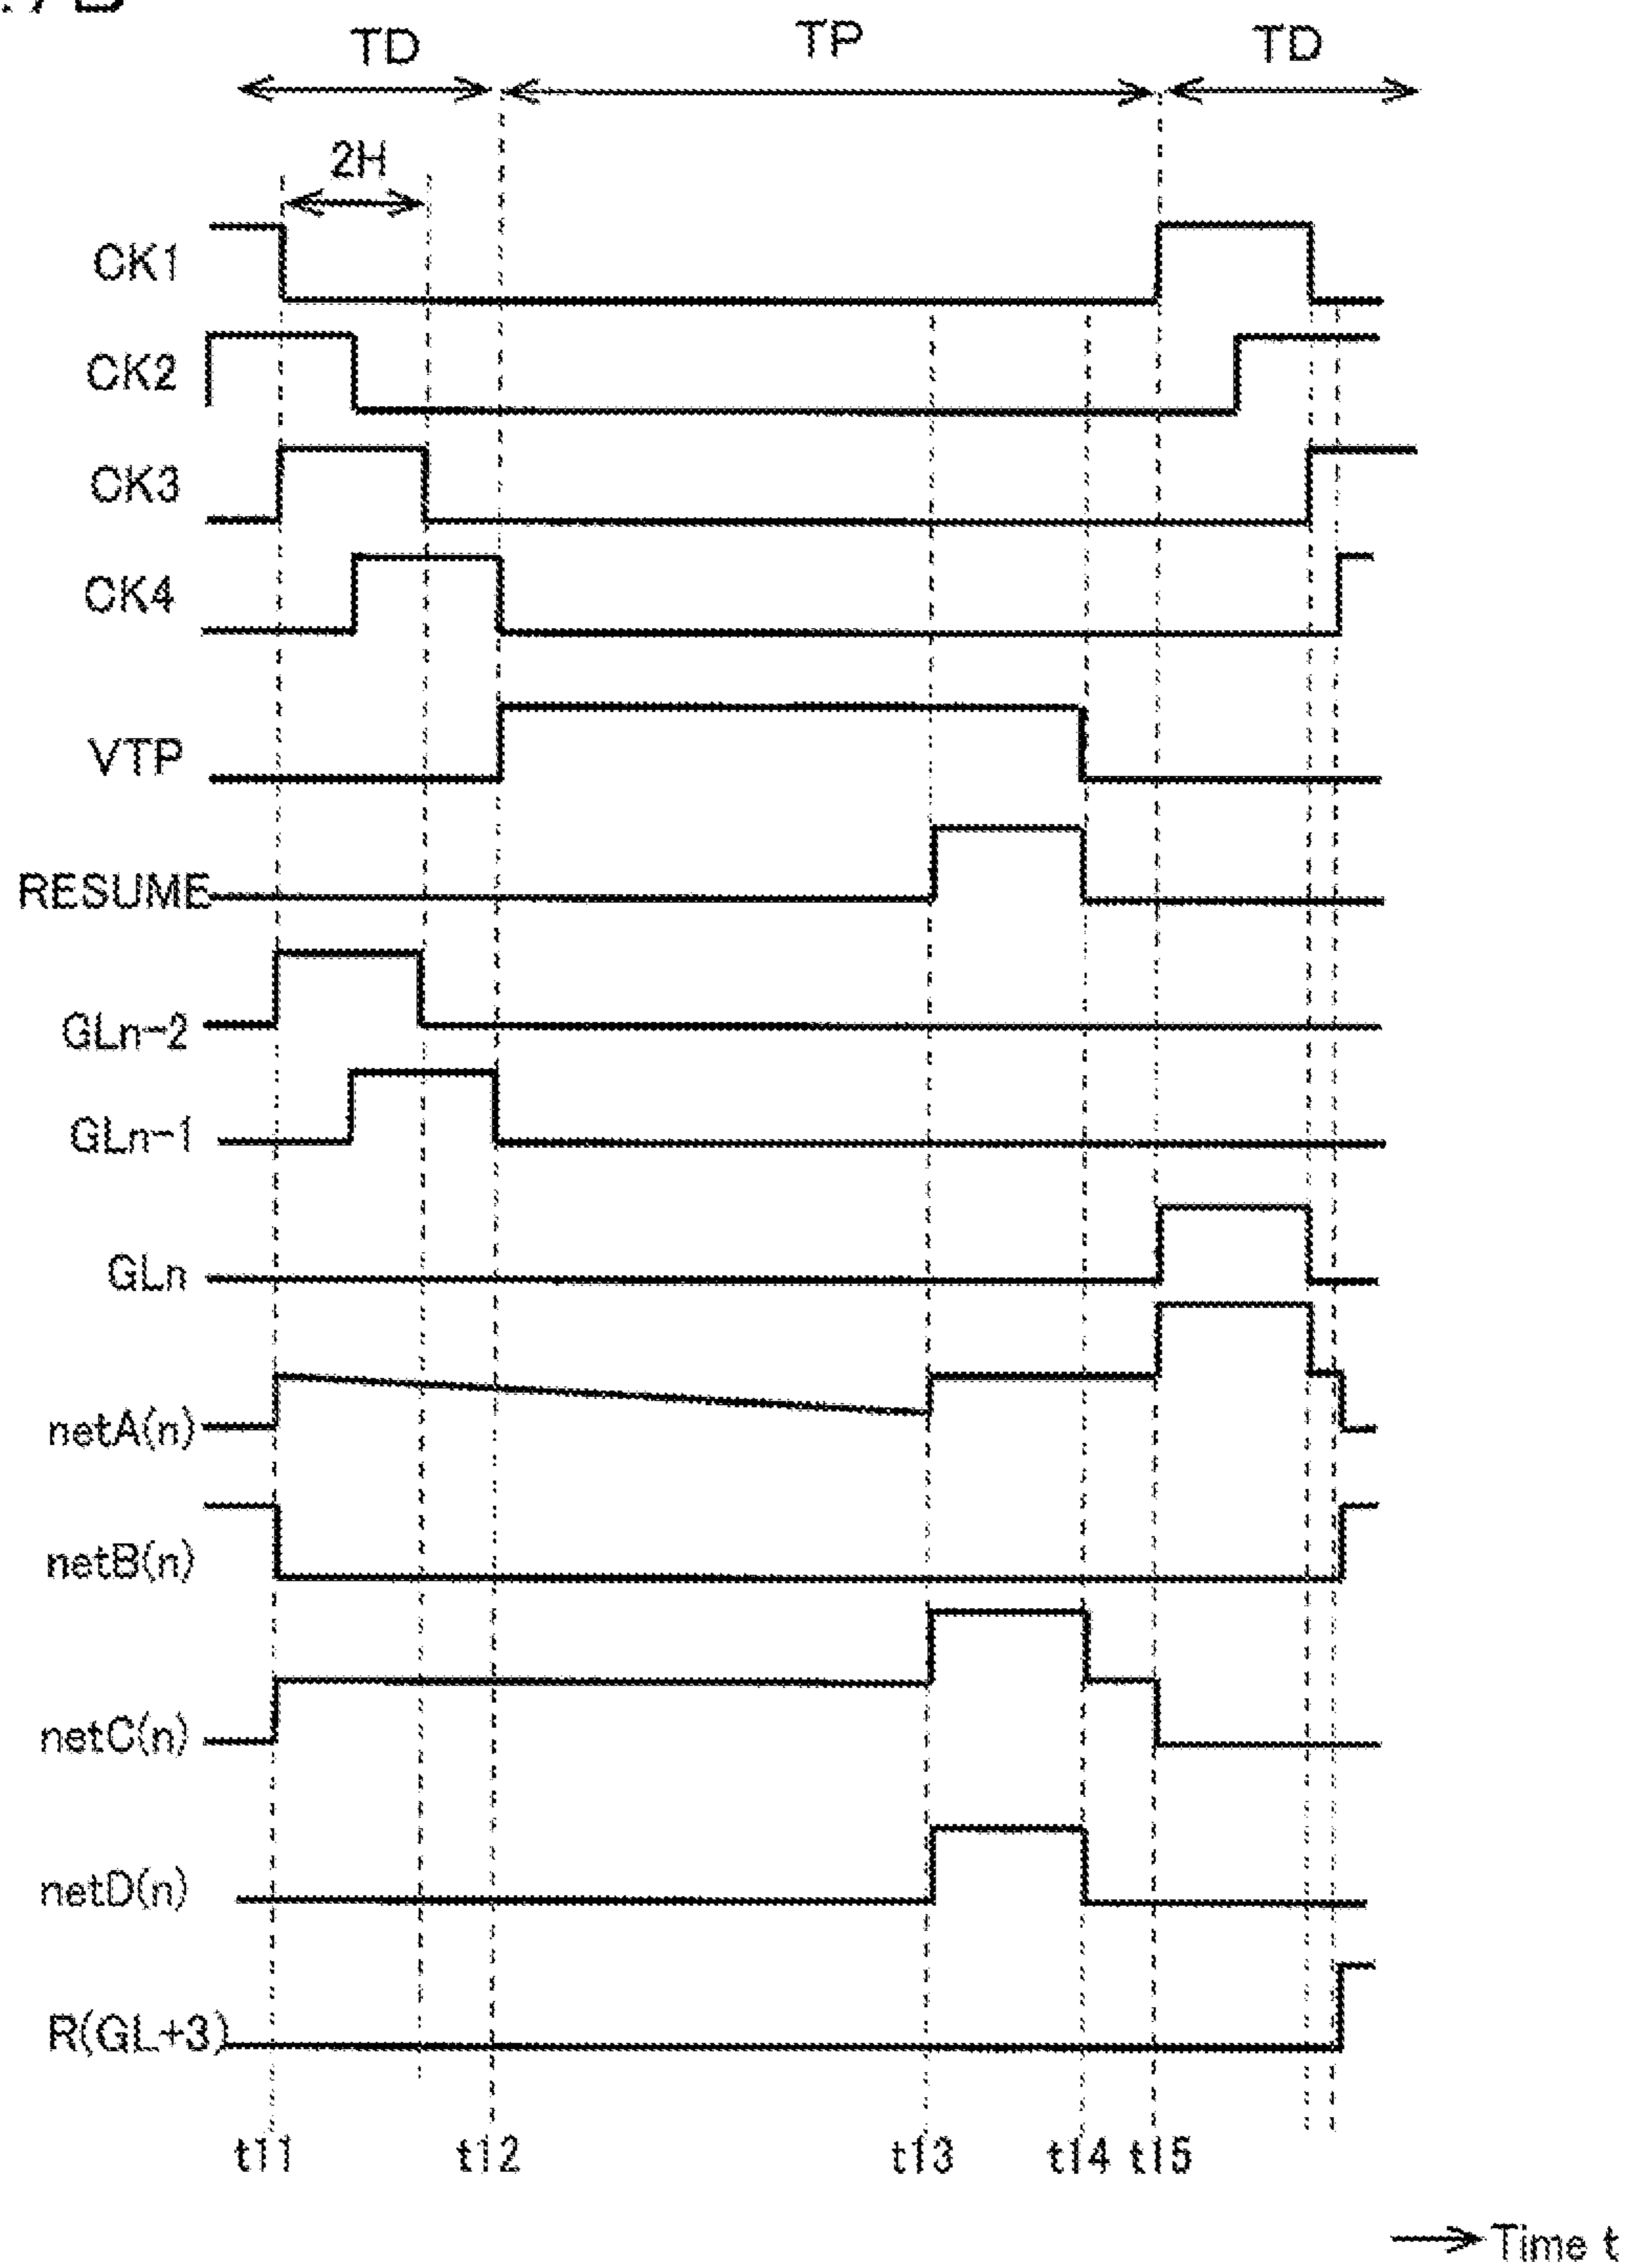 TD TP TD
2H
CK1
CK2
CK3
CK4
VTP
RESUME
GLn-2
GLn-1
GLn
netA(n)
netB(n)
netC(n)
netD(n)
R(GL+3)
t11 t12 t13 t14 t15
Time t